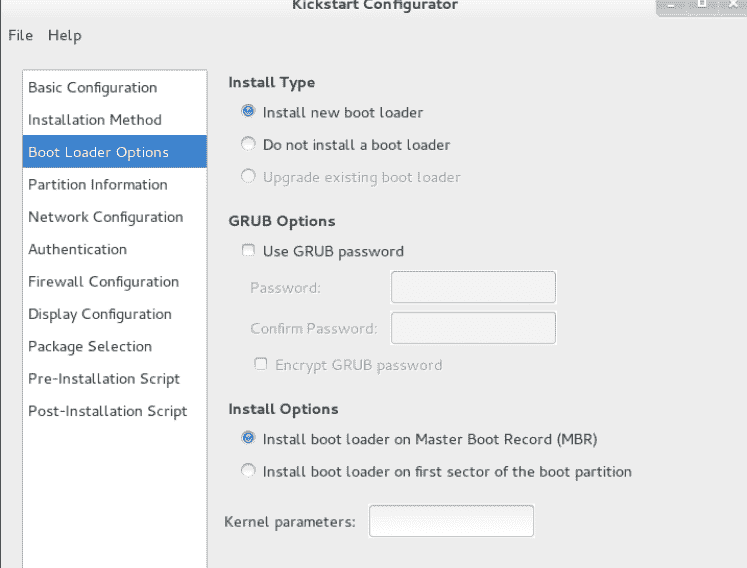 Kickstart Configurator
File Help
Basic Configuration
Installation Method
Boot Loader Options
Partition Information
Network Configuration
Authentication
Firewall Configuration
Display Configuration
Package Selection
Pre-Installation Script
Post-Installation Script
Install Type
Install new boot loader
Do not install a boot loader
Upgrade existing boot loader
GRUB Options
Use GRUB password
Password:
Confirm Password:
Encrypt GRUB password
Install Options
Install boot loader on Master Boot Record (MBR)
Install boot loader on first sector of the boot partition
Kernel parameters: